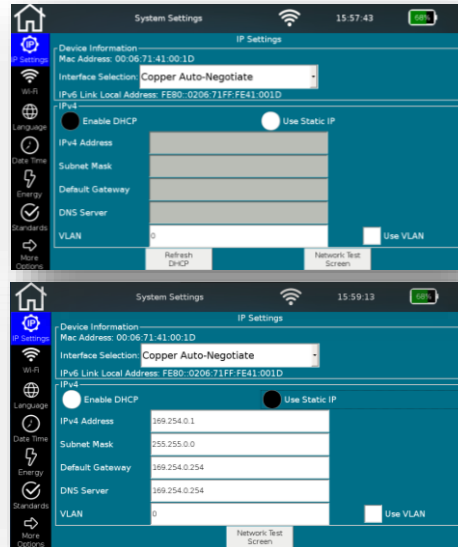 System Settings 15:57:43 68%
IP Settings
IP
IP Settings
Device Information
Mac Address: 00:06:71:41:00:1D
Interface Selection: Copper Auto-Negotiate
Wi-Fi
IPv6 Link Local Address: FE80::0206:71FF:FE41:001D
IPv4
Enable DHCP Use Static IP
Language
IPv4 Address
Date Time
Subnet Mask
Default Gateway
Energy
DNS Server
Standards
VLAN 0 Use VLAN
More
Options
Refresh
DHCP
Network Test
Screen
System Settings 15:59:13 68%
IP Settings
IP
IP Settings
Device Information
Mac Address: 00:06:71:41:00:1D
Interface Selection: Copper Auto-Negotiate
Wi-Fi
IPv6 Link Local Address: FE80::0206:71FF:FE41:001D
IPv4
Enable DHCP Use Static IP
Language
IPv4 Address 169.254.0.1
Date Time
Subnet Mask 255.255.0.0
Default Gateway 169.254.0.254
Energy
DNS Server 169.254.0.254
Standards
VLAN 0 Use VLAN
More
Options
Network Test
Screen